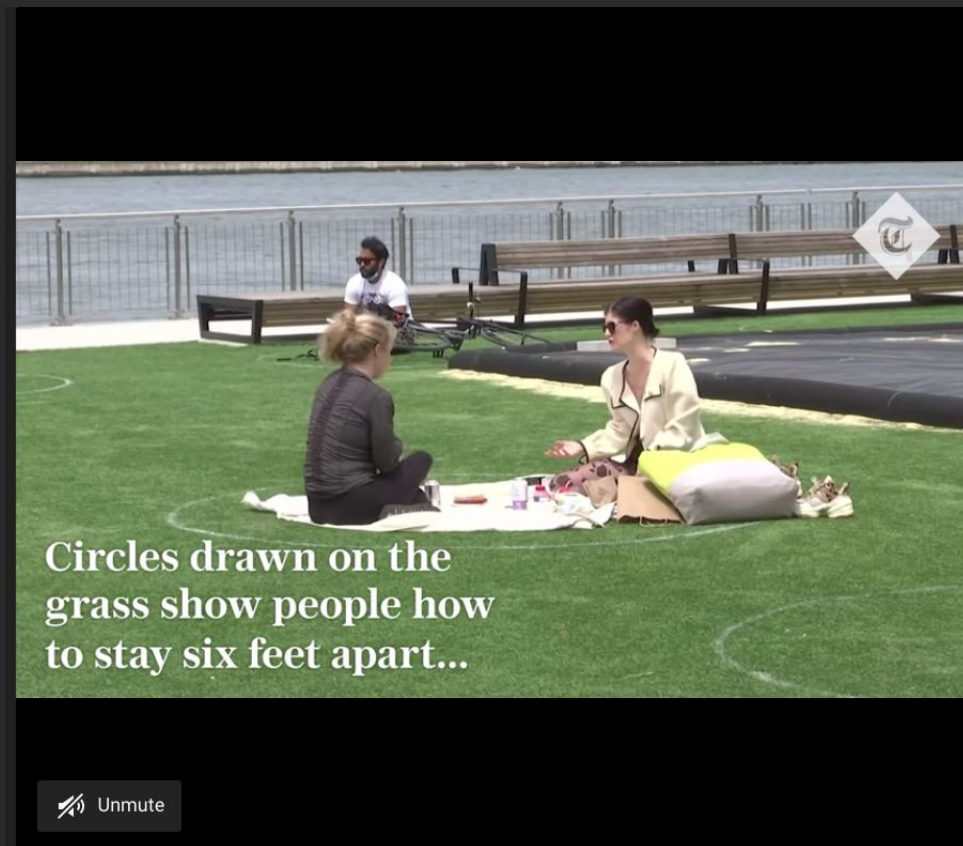 T
Circles drawn on the
grass show people how
to stay six feet apart...
Unmute